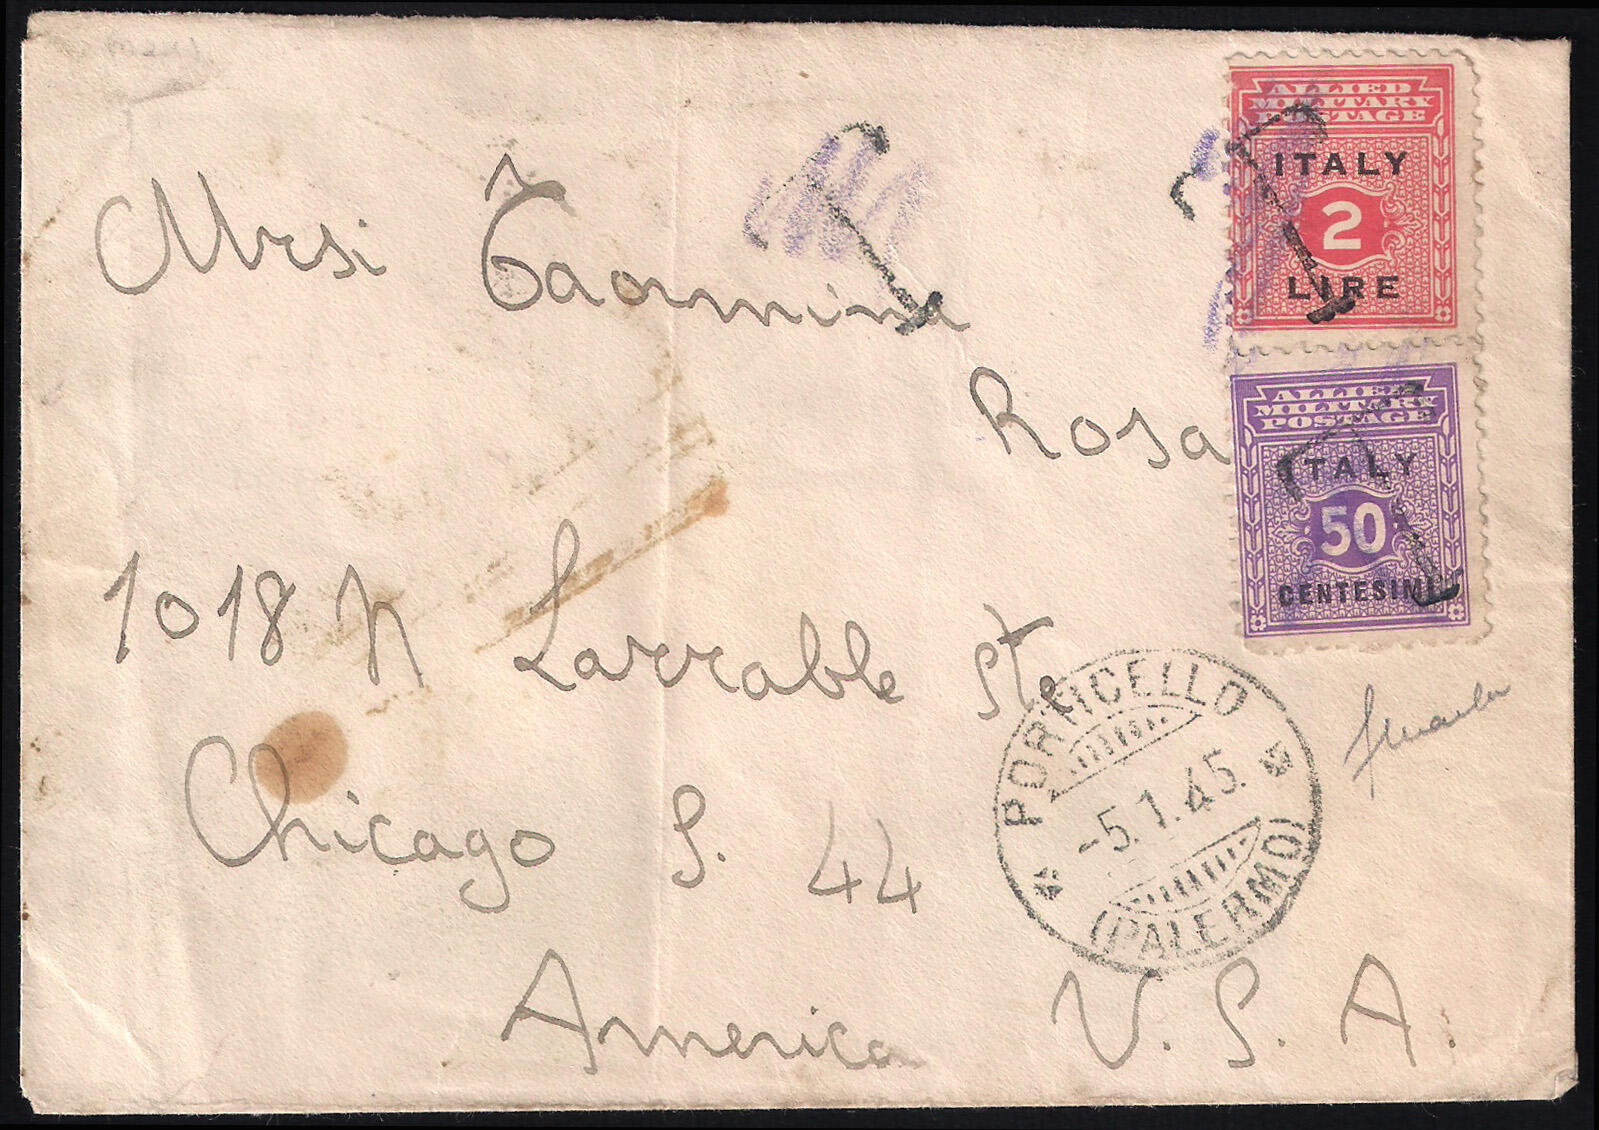 Mrsi Taormina
Rosa
1018 N Larrable Ste
Chicago S. 44
America U. S. A.
ALLIED
MILITARY
POSTAGE
ITALY
2
LIRE
ALLIED
MILITARY
POSTAGE
ITALY
50
CENTESIMI
PORTICELLO
-5.1.45.
(PALERMO)
T
T
T